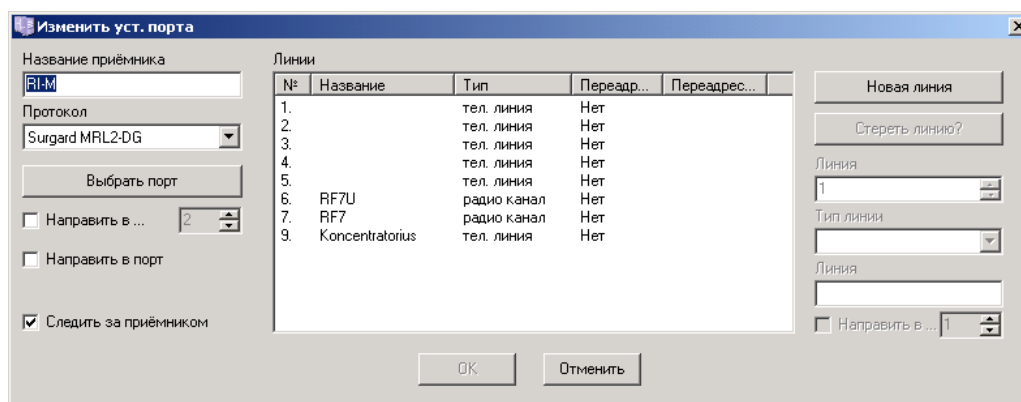 Изменить уст. порта
Название приёмника
RI-M
Протокол
Surgard MRL2-DG
Выбрать порт
Направить в ... 2
Направить в порт
Следить за приёмником
Линии
№ Название Тип Переадр... Переадрес...
1. тел. линия Нет
2. тел. линия Нет
3. тел. линия Нет
4. тел. линия Нет
5. тел. линия Нет
6. RF7U радио канал Нет
7. RF7 радио канал Нет
9. Koncentratorius тел. линия Нет
Новая линия
Стереть линию?
Линия
1
Тип линии
Линия
Направить в ... 1
OK Отменить